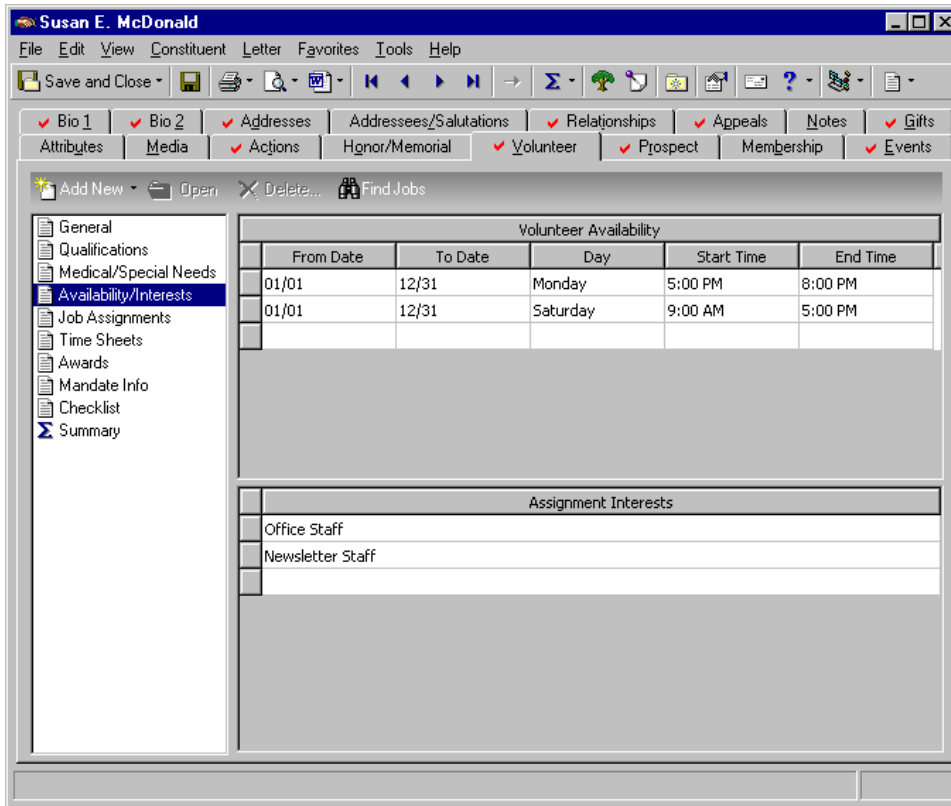 Susan E. McDonald
File Edit View Constituent Letter Favorites Tools Help
Save and Close
Bio 1 Bio 2 Addresses Addressees/Salutations Relationships Appeals Notes Gifts
Attributes Media Actions Honor/Memorial Volunteer Prospect Membership Events
Add New Open Delete... Find Jobs
General
Qualifications
Medical/Special Needs
Availability/Interests
Job Assignments
Time Sheets
Awards
Mandate Info
Checklist
Σ Summary
Volunteer Availability
From Date To Date Day Start Time End Time
01/01 12/31 Monday 5:00 PM 8:00 PM
01/01 12/31 Saturday 9:00 AM 5:00 PM
Assignment Interests
Office Staff
Newsletter Staff